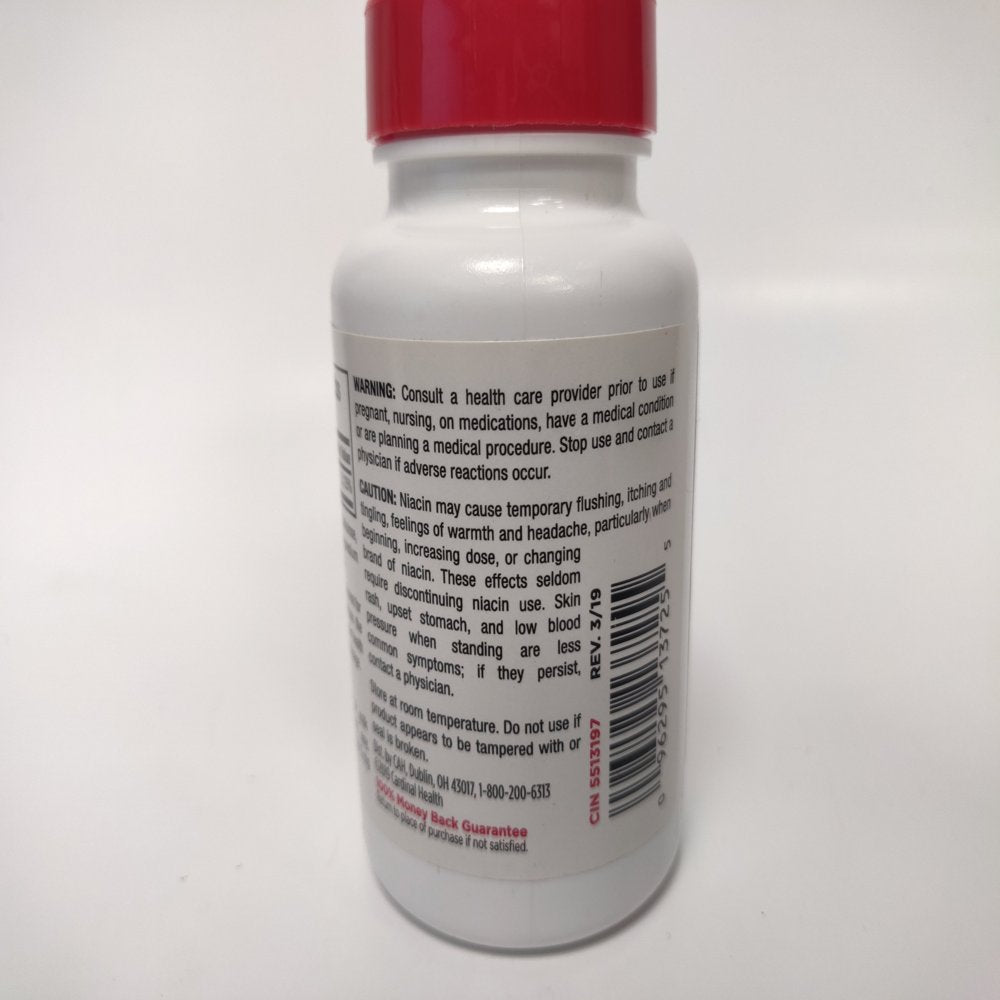 WARNING: Consult a health care provider prior to use if
pregnant, nursing, on medications, have a medical condition
or are planning a medical procedure. Stop use and contact a
physician if adverse reactions occur.
CAUTION: Niacin may cause temporary flushing, itching and
tingling, feelings of warmth and headache, particularly when
beginning, increasing dose, or changing
brand of niacin. These effects seldom
require discontinuing niacin use. Skin
rash, upset stomach, and low blood
pressure when standing are less
common symptoms; if they persist,
contact a physician.
Store at room temperature. Do not use if
product appears to be tampered with or
seal is broken.
Dist. by CAH, Dublin, OH 43017, 1-800-200-6313
Cardinal Health
100% Money Back Guarantee
Return to place of purchase if not satisfied.
CIN 5513197 REV. 3/19
0 96295 13725 5